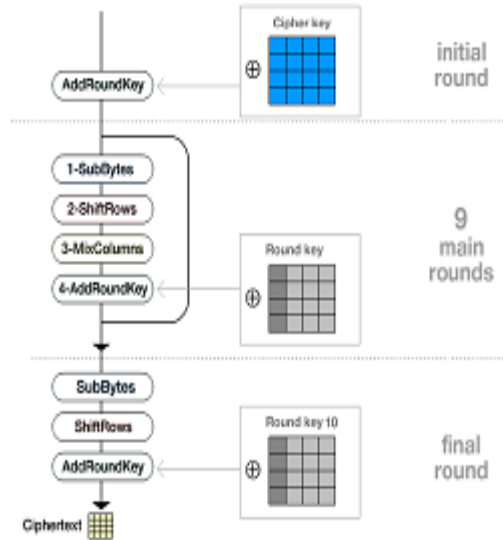 Cipher key
initial
round
⊕
AddRoundKey
1-SubBytes
2-ShiftRows
3-MixColumns
4-AddRoundKey
Round key
⊕
9
main
rounds
SubBytes
ShiftRows
AddRoundKey
Round key 10
⊕
final
round
Ciphertext